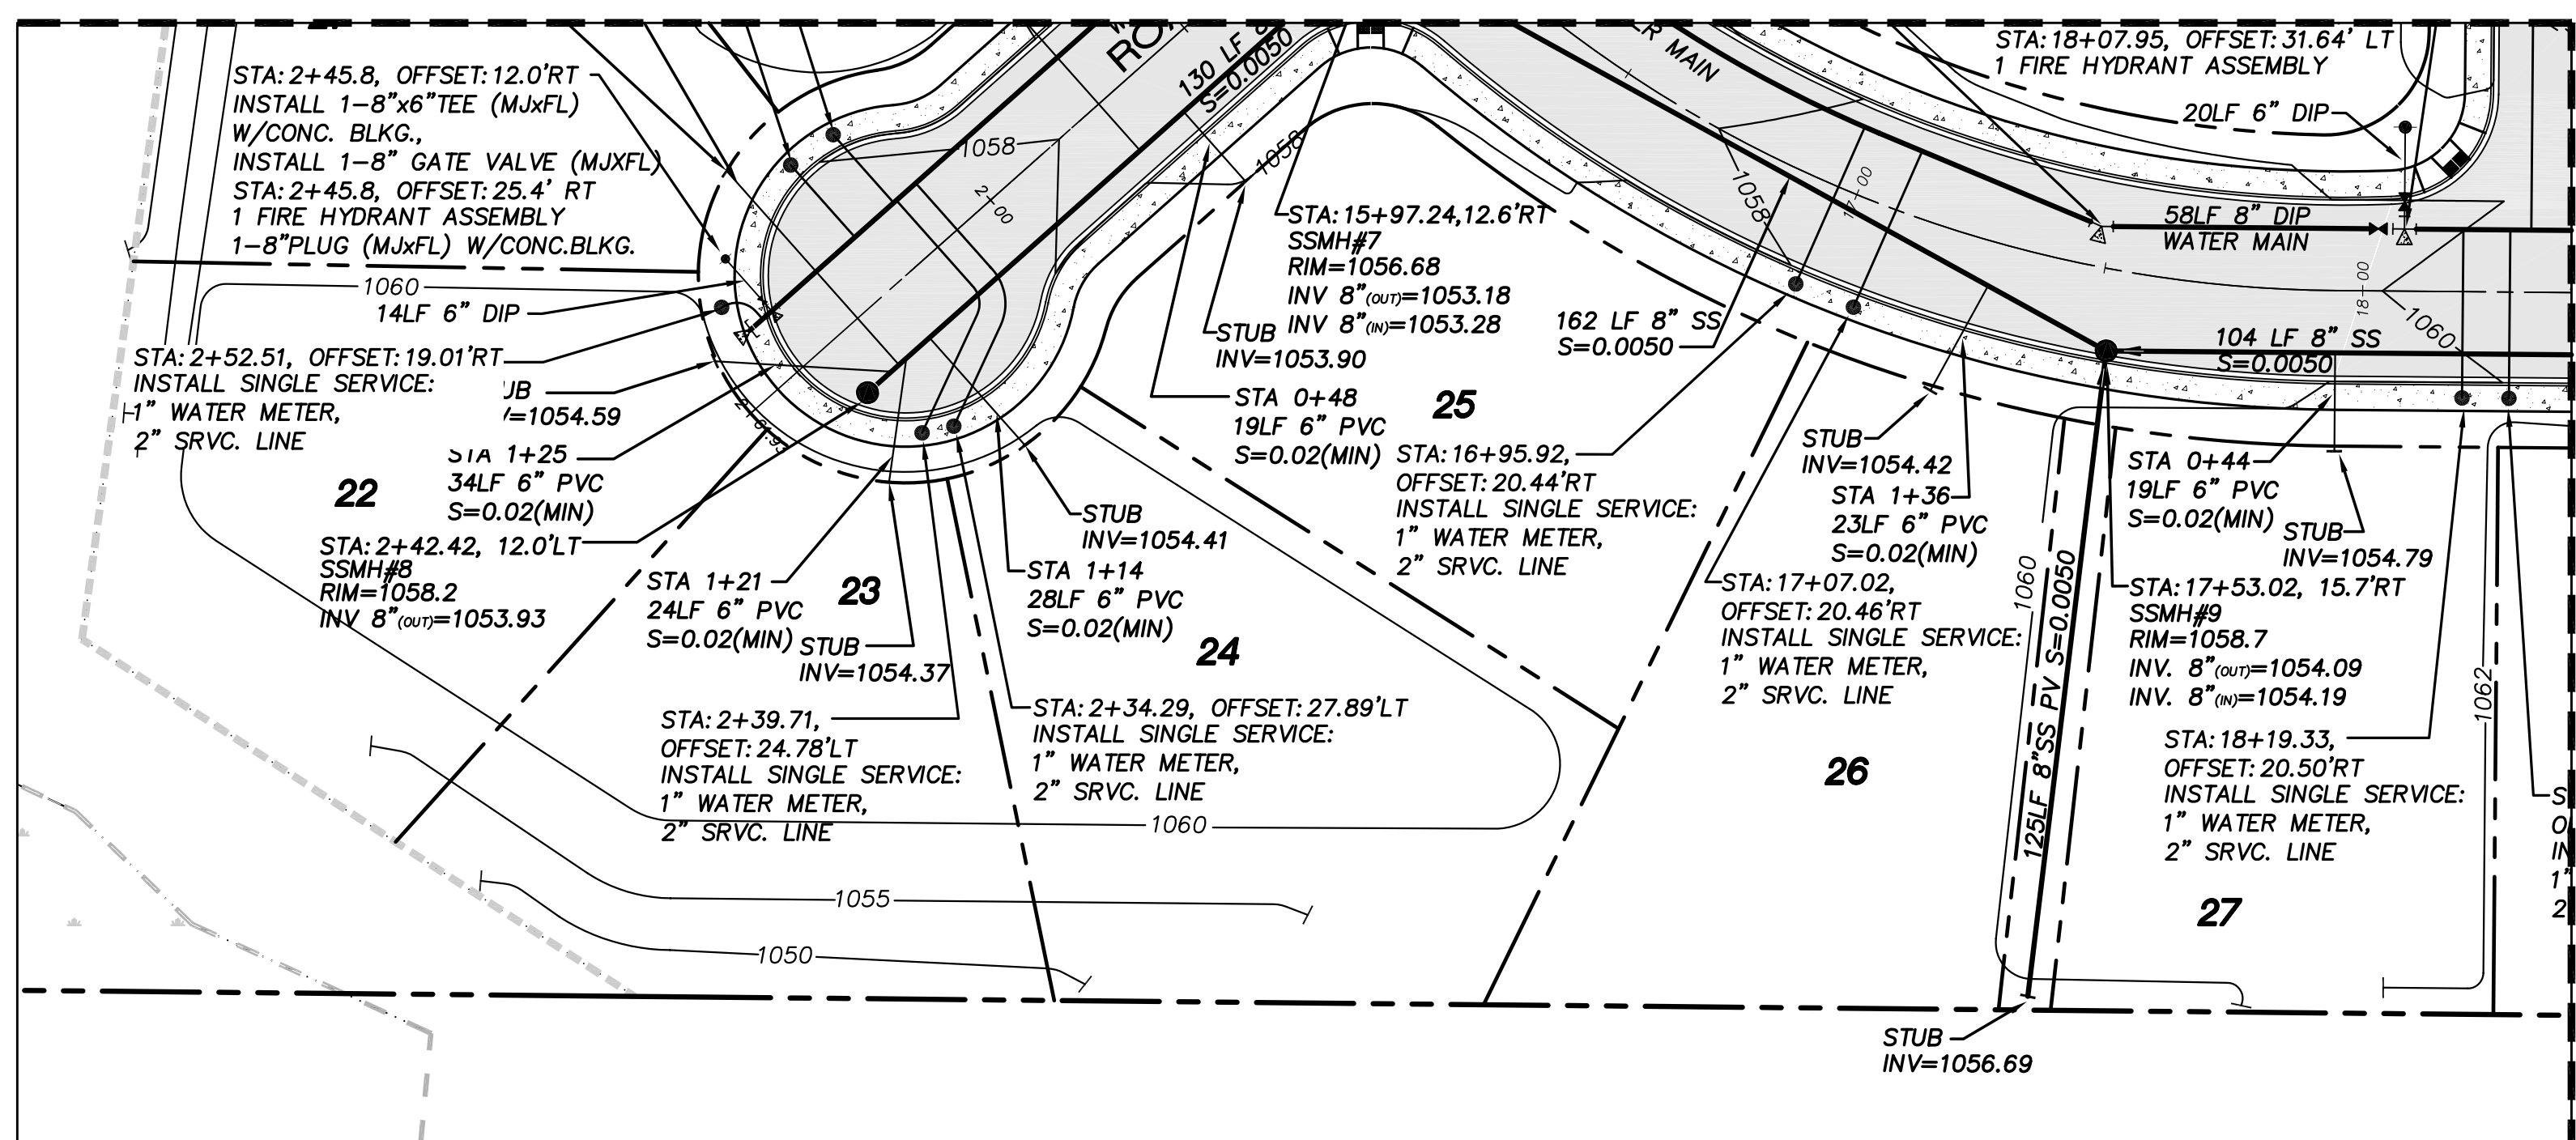 STA: 2+45.8, OFFSET: 12.0'RT
INSTALL 1-8"x6"TEE (MJxFL)
W/CONC. BLKG.,
INSTALL 1-8" GATE VALVE (MJXFL)
STA: 2+45.8, OFFSET: 25.4' RT
1 FIRE HYDRANT ASSEMBLY
1-8"PLUG (MJxFL) W/CONC.BLKG.
1060
14LF 6" DIP
STA: 2+52.51, OFFSET: 19.01'RT
INSTALL SINGLE SERVICE:
1" WATER METER,
2" SRVC. LINE
UB
=1054.59
STA 1+25
34LF 6" PVC
S=0.02(MIN)
22
STA: 2+42.42, 12.0'LT
SSMH#8
RIM=1058.2
INV 8"(OUT)=1053.93
1058
2+00
130 LF 8"
S=0.0050
1058
STA: 15+97.24,12.6'RT
SSMH#7
RIM=1056.68
INV 8"(OUT)=1053.18
INV 8"(IN)=1053.28
STUB
INV=1053.90
STA 0+48
19LF 6" PVC
S=0.02(MIN)
25
STA 1+21
24LF 6" PVC
S=0.02(MIN)
23
STUB
INV=1054.37
STUB
INV=1054.41
STA 1+14
28LF 6" PVC
S=0.02(MIN)
24
STA: 2+39.71,
OFFSET: 24.78'LT
INSTALL SINGLE SERVICE:
1" WATER METER,
2" SRVC. LINE
STA: 2+34.29, OFFSET: 27.89'LT
INSTALL SINGLE SERVICE:
1" WATER METER,
2" SRVC. LINE
1060
1055
1050
MAIN
1058
17+00
162 LF 8" SS
S=0.0050
STA: 16+95.92,
OFFSET: 20.44'RT
INSTALL SINGLE SERVICE:
1" WATER METER,
2" SRVC. LINE
STUB
INV=1054.42
STA 1+36
23LF 6" PVC
S=0.02(MIN)
STA: 17+07.02,
OFFSET: 20.46'RT
INSTALL SINGLE SERVICE:
1" WATER METER,
2" SRVC. LINE
26
1060
125LF 8"SS PV S=0.0050
STUB
INV=1056.69
STA: 18+07.95, OFFSET: 31.64' LT
1 FIRE HYDRANT ASSEMBLY
20LF 6" DIP
58LF 8" DIP
WATER MAIN
18+00
1060
104 LF 8" SS
S=0.0050
STA 0+44
19LF 6" PVC
S=0.02(MIN)
STUB
INV=1054.79
STA: 17+53.02, 15.7'RT
SSMH#9
RIM=1058.7
INV. 8"(OUT)=1054.09
INV. 8"(IN)=1054.19
STA: 18+19.33,
OFFSET: 20.50'RT
INSTALL SINGLE SERVICE:
1" WATER METER,
2" SRVC. LINE
27
1062